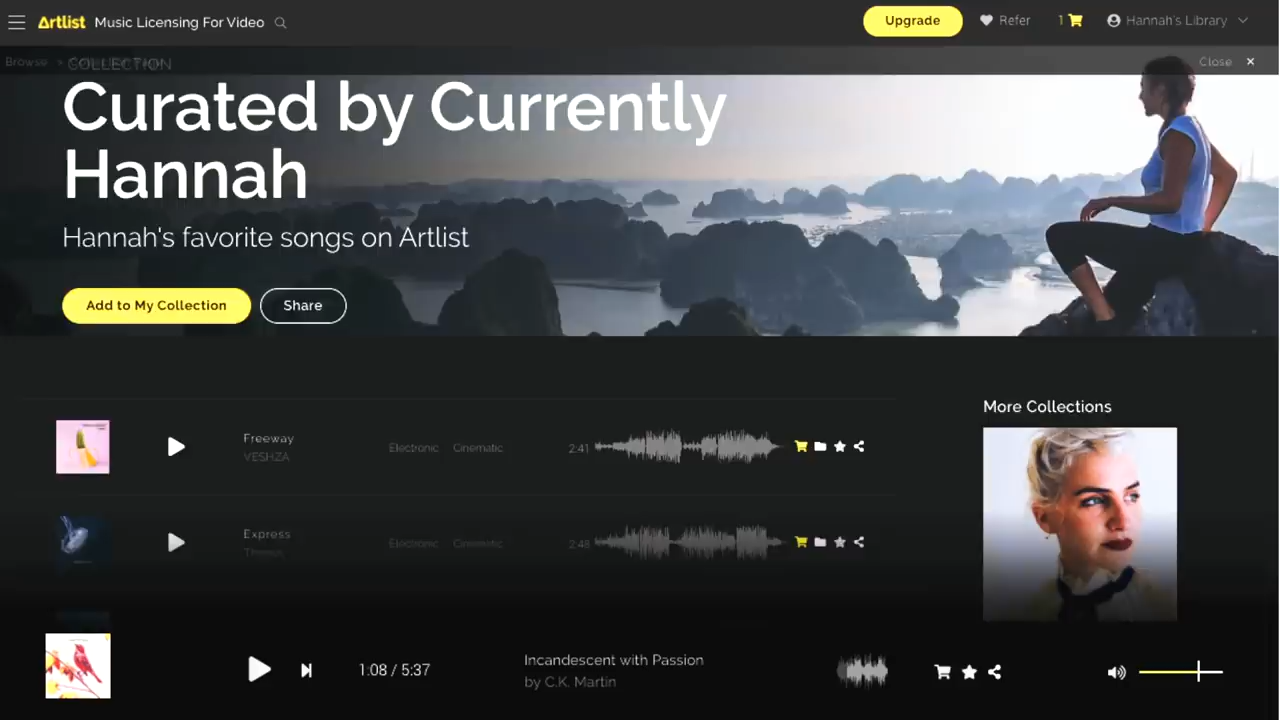 Artlist Music Licensing For Video
Upgrade
Refer
1
Hannah's Library
Browse >
COLLECTION
Close ×
Curated by Currently
Hannah
Hannah's favorite songs on Artlist
Add to My Collection
Share
More Collections
Freeway
VESHZA
Electronic Cinematic
2:41
Express
Electronic Cinematic
2:48
1:08 / 5:37
Incandescent with Passion
by C.K. Martin